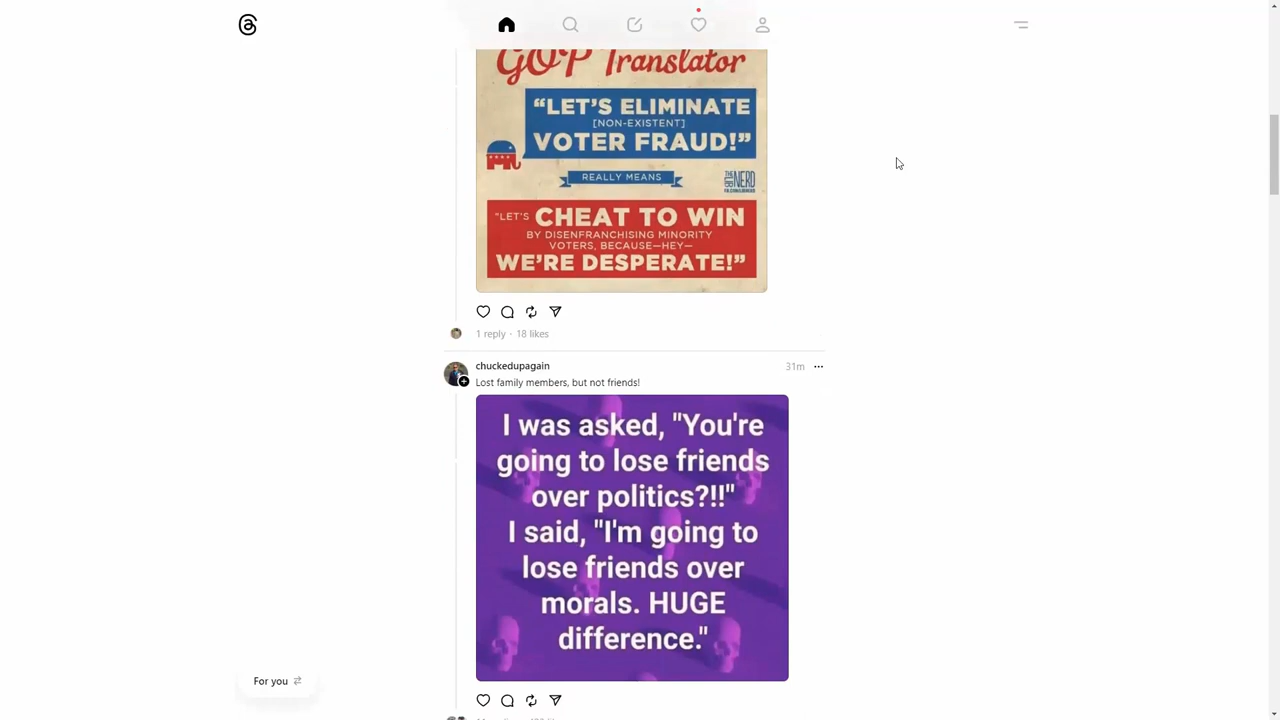 GOP Translator
“LET’S ELIMINATE
[NON-EXISTENT]
VOTER FRAUD!”
REALLY MEANS
“LET’S CHEAT TO WIN
BY DISENFRANCHISING MINORITY
VOTERS, BECAUSE—HEY—
WE’RE DESPERATE!”
1 reply · 18 likes
chuckedupagain
31m
Lost family members, but not friends!
I was asked, "You're
going to lose friends
over politics?!!"
I said, "I'm going to
lose friends over
morals. HUGE
difference."
For you